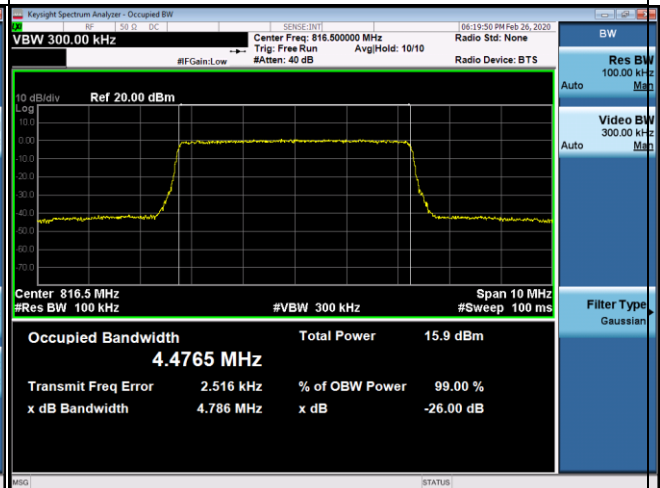 Keysight Spectrum Analyzer - Occupied BW
RF 50 Ω DC SENSE:INT 06:19:50 PM Feb 26, 2020
VBW 300.00 kHz Center Freq: 816.500000 MHz Radio Std: None
Trig: Free Run Avg|Hold: 10/10
#IFGain:Low #Atten: 40 dB Radio Device: BTS
10 dB/div Ref 20.00 dBm
Log
10.0
0.00
-10.0
-20.0
-30.0
-40.0
-50.0
-60.0
-70.0
Center 816.5 MHz Span 10 MHz
#Res BW 100 kHz #VBW 300 kHz #Sweep 100 ms
Occupied Bandwidth Total Power 15.9 dBm
4.4765 MHz
Transmit Freq Error 2.516 kHz % of OBW Power 99.00 %
x dB Bandwidth 4.786 MHz x dB -26.00 dB
MSG STATUS
BW
Res BW
100.00 kHz
Auto Man
Video BW
300.00 kHz
Auto Man
Filter Type
Gaussian